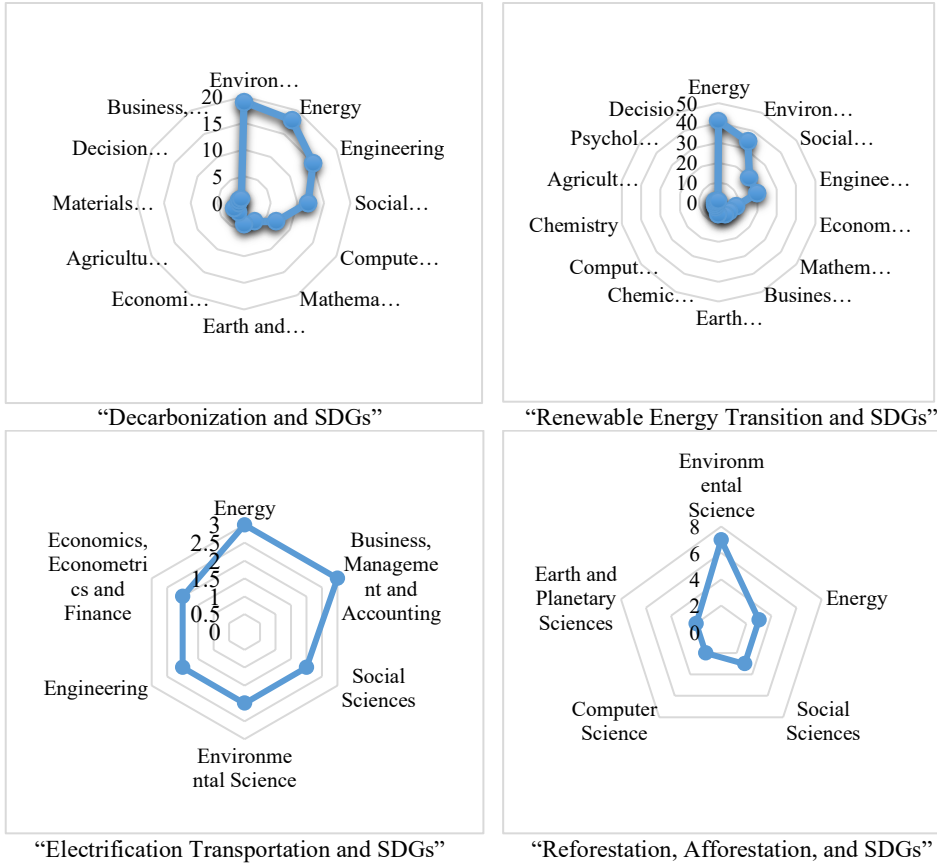 Environ…
20
Business,…
Energy
15
Decision…
10
Engineering
5
Materials…
0
Social…
Agricultu…
Compute…
Economi…
Mathema…
Earth and…
“Decarbonization and SDGs”
Energy
50
Decisio…
Environ…
40
Psychol…
Social…
30
20
Agricult…
Enginee…
10
0
Chemistry
Econom…
Comput…
Mathem…
Chemic…
Busines…
Earth…
“Renewable Energy Transition and SDGs”
Energy
3
2.5
2
1.5
1
0.5
0
Economics,
Econometri
cs and
Finance
Business,
Manageme
nt and
Accounting
Engineering
Social
Sciences
Environme
ntal Science
“Electrification Transportation and SDGs”
Environm
ental
Science
8
6
4
2
0
Earth and
Planetary
Sciences
Energy
Computer
Science
Social
Sciences
“Reforestation, Afforestation, and SDGs”